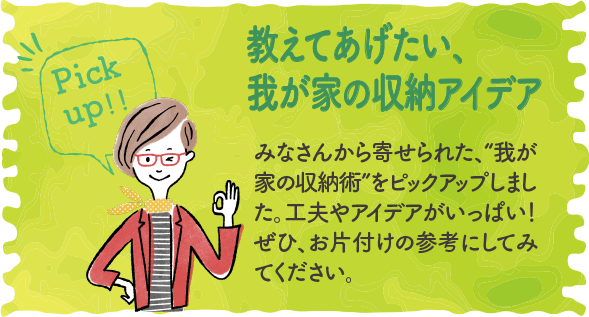 Pick
up!!
教えてあげたい、
我が家の収納アイデア
みなさんから寄せられた、“我が
家の収納術”をピックアップしまし
た。工夫やアイデアがいっぱい！
ぜひ、お片付けの参考にしてみ
てください。